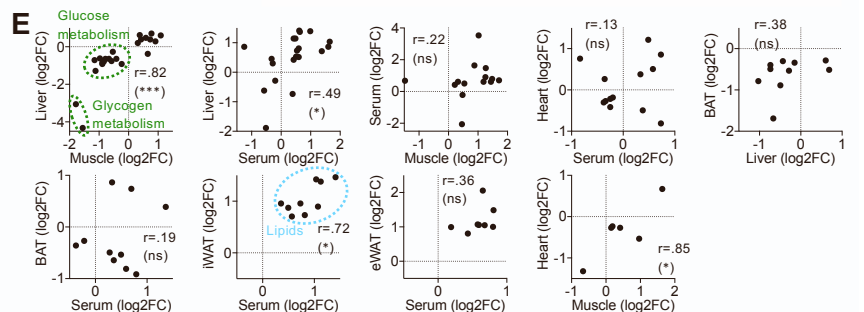 E
Glucose
metabolism
Liver (log2FC)
1
0
-2
-4
r=.82
(***)
Glycogen
metabolism
-2
-1
0
1
Muscle (log2FC)
Liver (log2FC)
1
0
-1
-2
r=.49
(*)
-1
0
1
2
Serum (log2FC)
Serum (log2FC)
4
2
0
-2
r=.22
(ns)
-1
0
1
2
Muscle (log2FC)
Heart (log2FC)
1
0
-1
r=.13
(ns)
-1
0
1
Serum (log2FC)
BAT (log2FC)
0
-1
-2
r=.38
(ns)
-1
0
1
Liver (log2FC)
BAT (log2FC)
1
0
-1
r=.19
(ns)
0
1
Serum (log2FC)
iWAT (log2FC)
1
0
Lipids
r=.72
(*)
0
1
Serum (log2FC)
eWAT (log2FC)
2
1
0
r=.36
(ns)
0
1
Serum (log2FC)
Heart (log2FC)
1
0
-1
r=.85
(*)
-1
0
1
2
Muscle (log2FC)